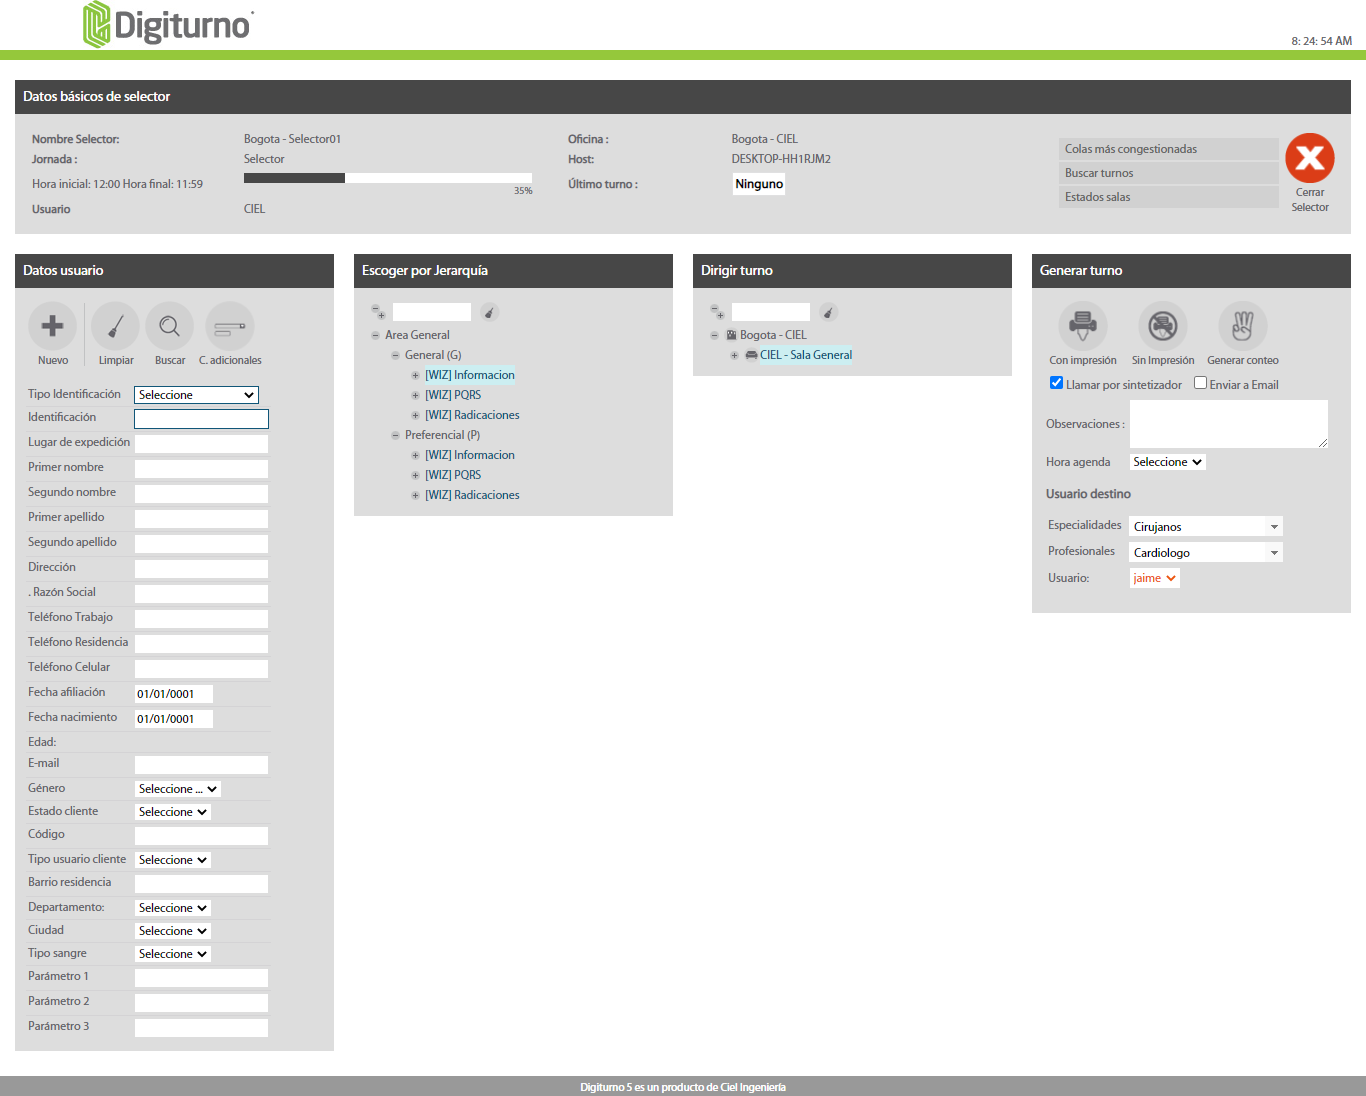 Digiturno
8: 24: 54 AM
Datos básicos de selector
Nombre Selector: Bogota - Selector01 Oficina : Bogota - CIEL
Jornada : Selector Host: DESKTOP-HH1RJM2
Hora inicial: 12:00 Hora final: 11:59 35% Último turno : Ninguno
Usuario CIEL
Colas más congestionadas
Buscar turnos
Estados salas
Cerrar
Selector
Datos usuario
Nuevo Limpiar Buscar C. adicionales
Tipo Identificación Seleccione
Identificación
Lugar de expedición
Primer nombre
Segundo nombre
Primer apellido
Segundo apellido
Dirección
. Razón Social
Teléfono Trabajo
Teléfono Residencia
Teléfono Celular
Fecha afiliación 01/01/0001
Fecha nacimiento 01/01/0001
Edad:
E-mail
Género Seleccione ...
Estado cliente Seleccione
Código
Tipo usuario cliente Seleccione
Barrio residencia
Departamento: Seleccione
Ciudad Seleccione
Tipo sangre Seleccione
Parámetro 1
Parámetro 2
Parámetro 3
Escoger por Jerarquía
Area General
General (G)
[WIZ] Informacion
[WIZ] PQRS
[WIZ] Radicaciones
Preferencial (P)
[WIZ] Informacion
[WIZ] PQRS
[WIZ] Radicaciones
Dirigir turno
Bogota - CIEL
CIEL - Sala General
Generar turno
Con impresión Sin Impresión Generar conteo
Llamar por sintetizador Enviar a Email
Observaciones :
Hora agenda Seleccione
Usuario destino
Especialidades Cirujanos
Profesionales Cardiologo
Usuario: jaime
Digiturno 5 es un producto de Ciel Ingeniería